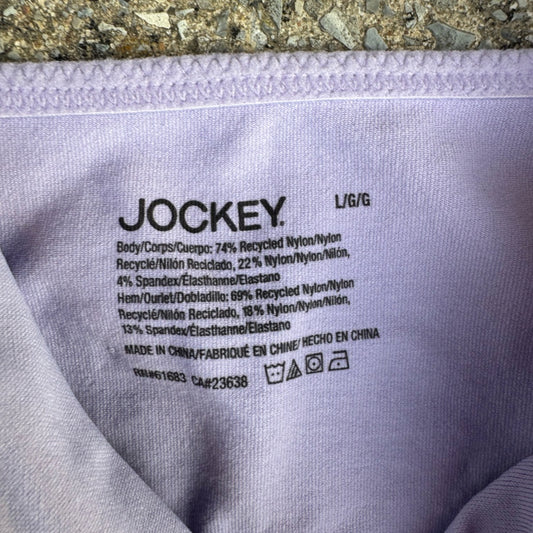 JOCKEY.
L/G/G
Body/Corps/Cuerpo: 74% Recycled Nylon/Nylon
Recyclé/Nilón Reciclado, 22% Nylon/Nylon/Nilón,
4% Spandex/Élasthanne/Elastano
Hem/Ourlet/Dobladillo: 69% Recycled Nylon/Nylon
Recyclé/Nilón Reciclado, 18% Nylon/Nylon/Nilón,
13% Spandex/Élasthanne/Elastano
MADE IN CHINA/FABRIQUÉ EN CHINE/ HECHO EN CHINA
RN#61683 CA#23638